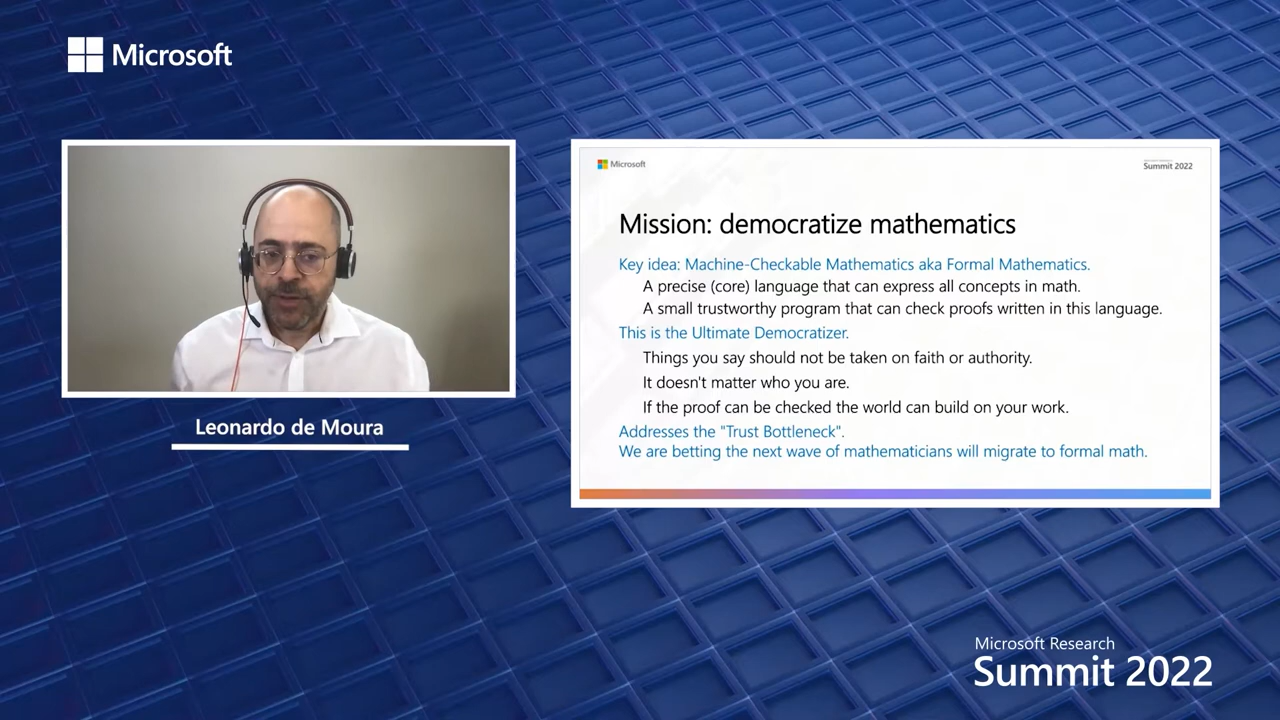 Microsoft
Leonardo de Moura
Microsoft
Summit 2022
Mission: democratize mathematics
Key idea: Machine-Checkable Mathematics aka Formal Mathematics.
A precise (core) language that can express all concepts in math.
A small trustworthy program that can check proofs written in this language.
This is the Ultimate Democratizer.
Things you say should not be taken on faith or authority.
It doesn't matter who you are.
If the proof can be checked the world can build on your work.
Addresses the "Trust Bottleneck".
We are betting the next wave of mathematicians will migrate to formal math.
Microsoft Research
Summit 2022